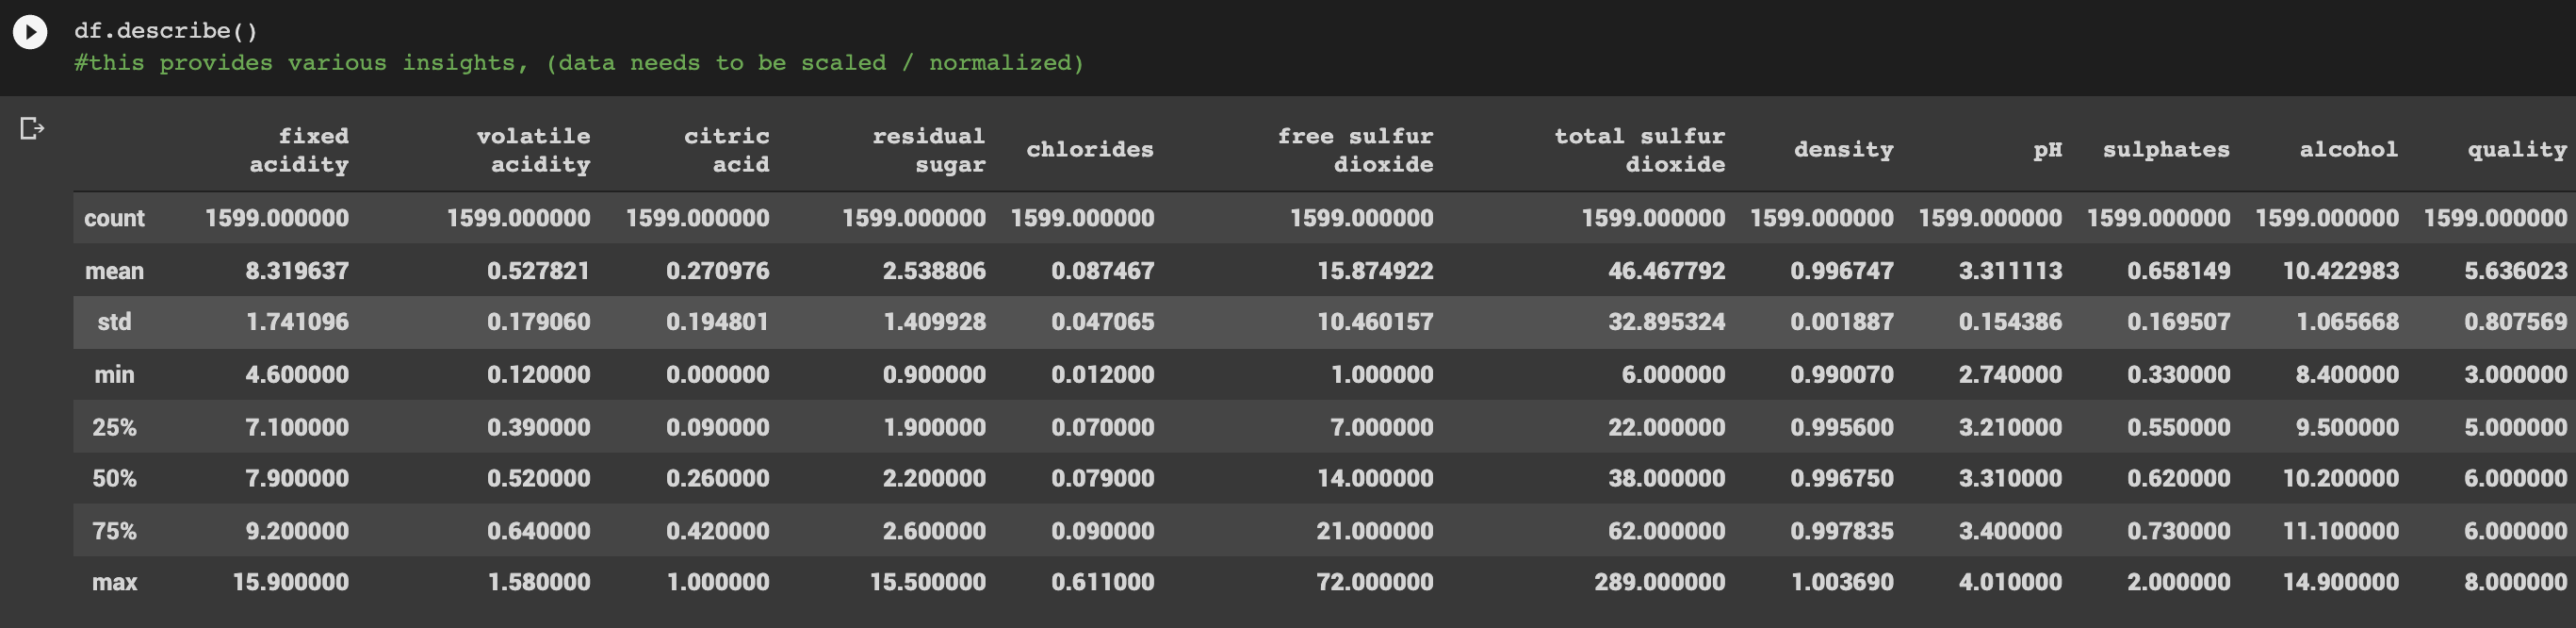 df.describe()
#this provides various insights, (data needs to be scaled / normalized)
fixed acidity volatile acidity citric acid residual sugar chlorides free sulfur dioxide total sulfur dioxide density pH sulphates alcohol quality
count 1599.000000 1599.000000 1599.000000 1599.000000 1599.000000 1599.000000 1599.000000 1599.000000 1599.000000 1599.000000 1599.000000 1599.000000
mean 8.319637 0.527821 0.270976 2.538806 0.087467 15.874922 46.467792 0.996747 3.311113 0.658149 10.422983 5.636023
std 1.741096 0.179060 0.194801 1.409928 0.047065 10.460157 32.895324 0.001887 0.154386 0.169507 1.065668 0.807569
min 4.600000 0.120000 0.000000 0.900000 0.012000 1.000000 6.000000 0.990070 2.740000 0.330000 8.400000 3.000000
25% 7.100000 0.390000 0.090000 1.900000 0.070000 7.000000 22.000000 0.995600 3.210000 0.550000 9.500000 5.000000
50% 7.900000 0.520000 0.260000 2.200000 0.079000 14.000000 38.000000 0.996750 3.310000 0.620000 10.200000 6.000000
75% 9.200000 0.640000 0.420000 2.600000 0.090000 21.000000 62.000000 0.997835 3.400000 0.730000 11.100000 6.000000
max 15.900000 1.580000 1.000000 15.500000 0.611000 72.000000 289.000000 1.003690 4.010000 2.000000 14.900000 8.000000